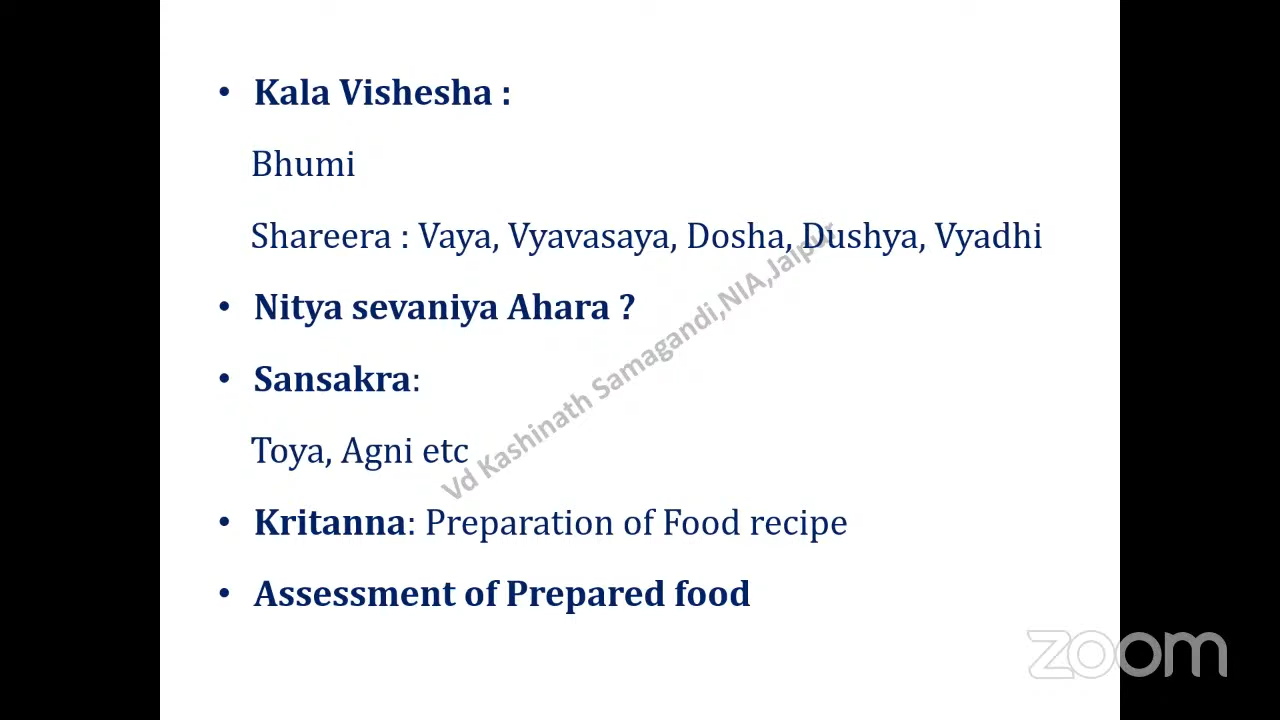 • Kala Vishesha :
Bhumi
Shareera : Vaya, Vyavasaya, Dosha, Dushya, Vyadhi
• Nitya sevaniya Ahara ?
• Sansakra:
Toya, Agni etc
• Kritanna: Preparation of Food recipe
• Assessment of Prepared food
Vd Kashinath Samagandi,NIA,Jaipur
zoom